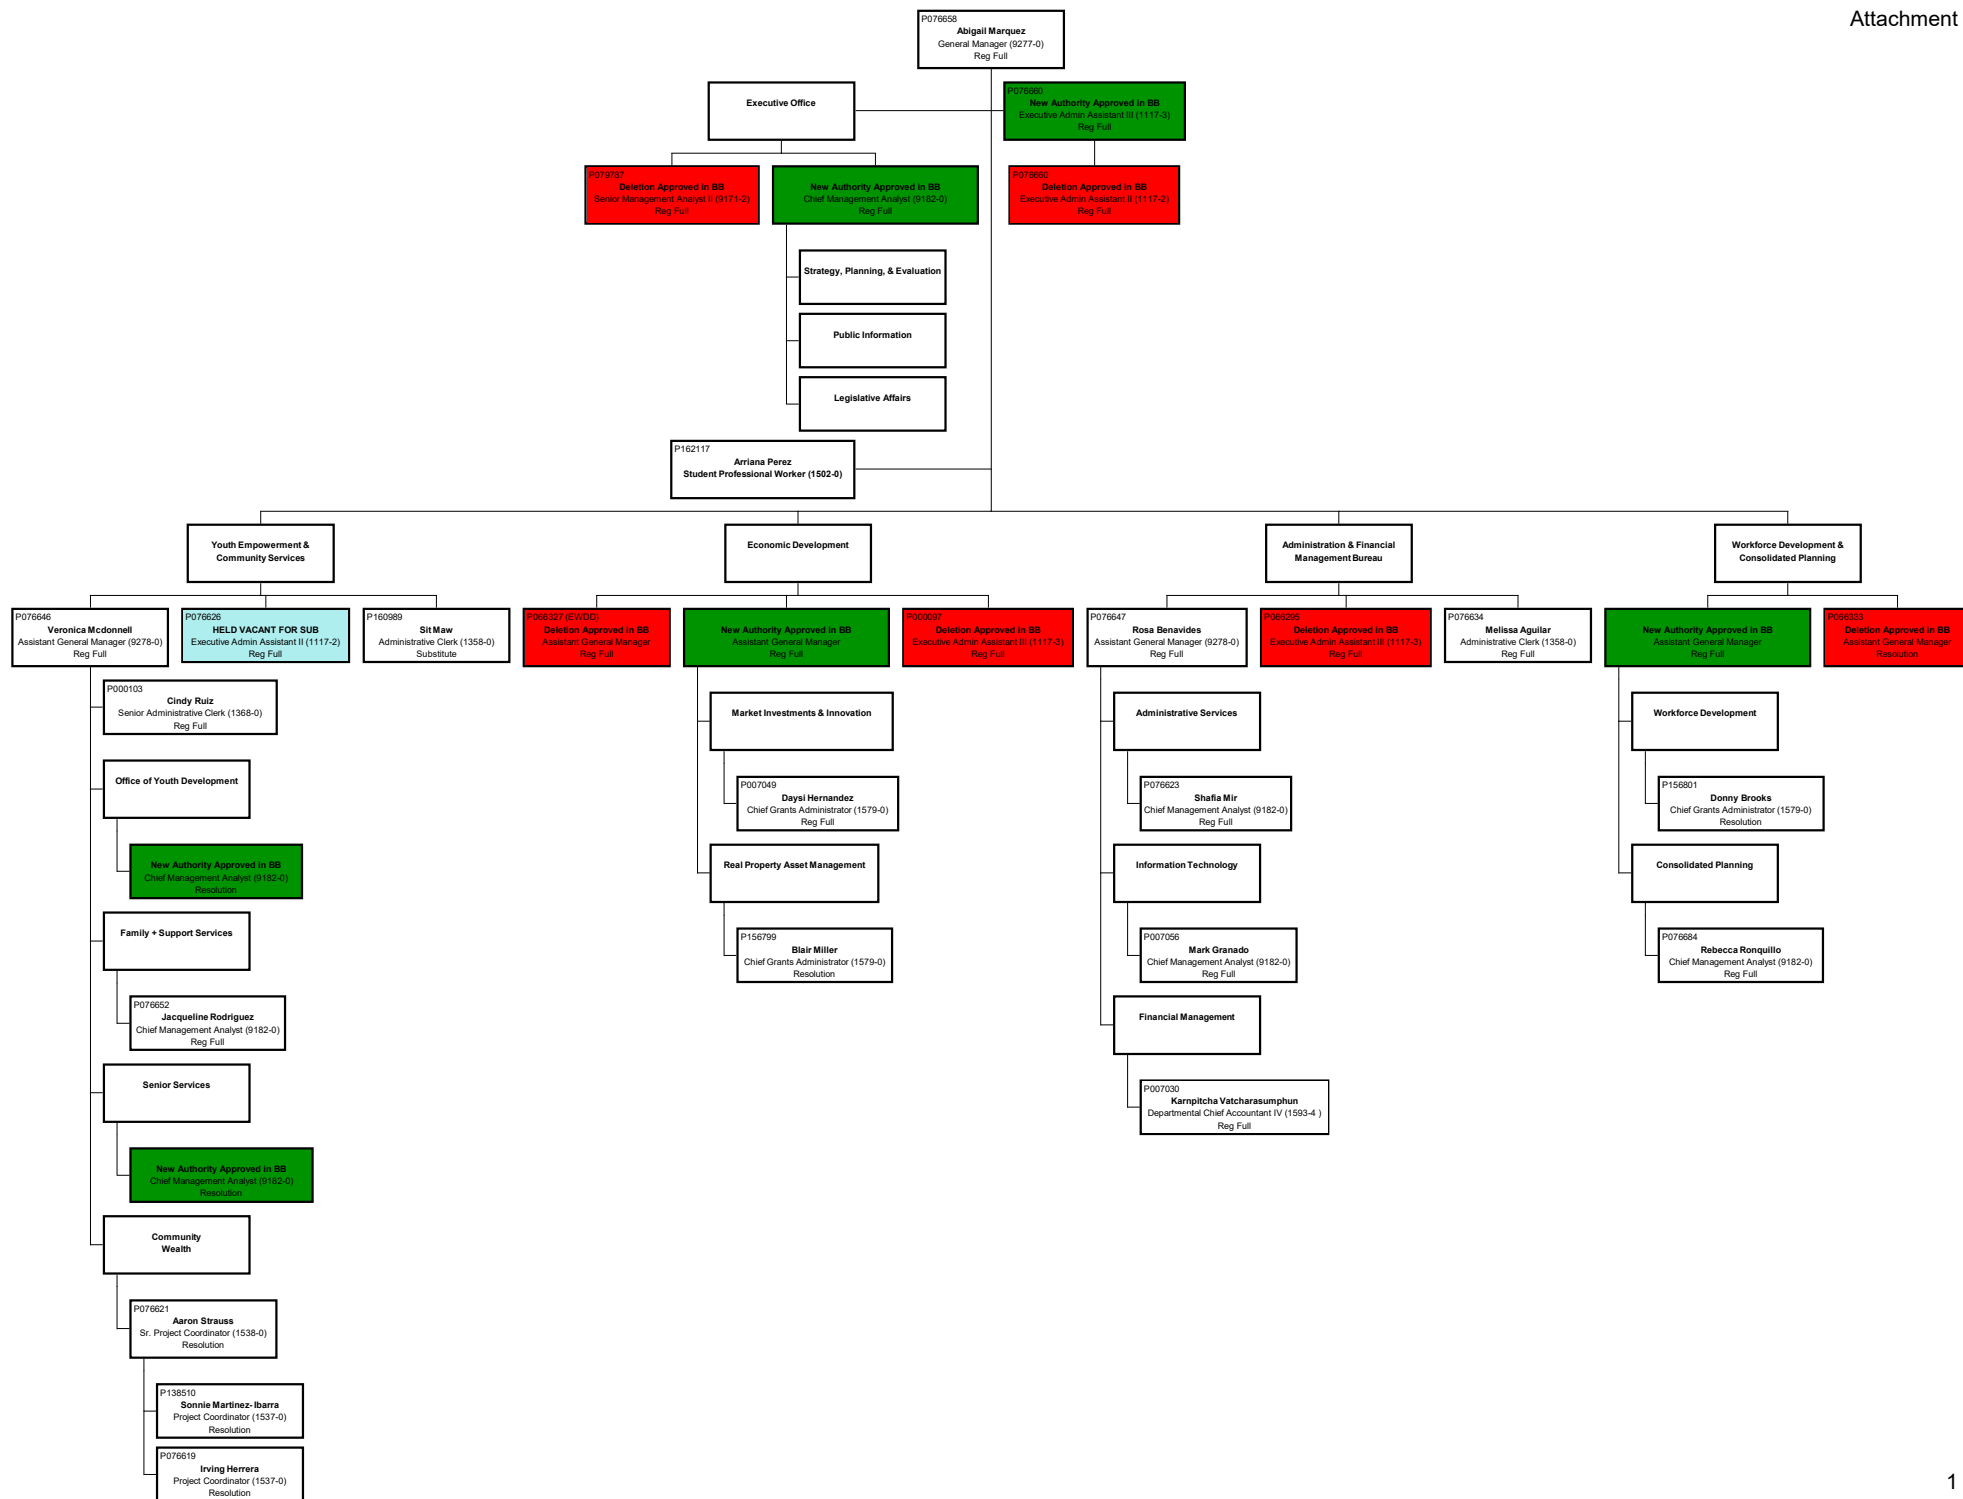 Attachment
P076658
Abigail Marquez
General Manager (9277-0)
Reg Full
Executive Office
P076660
New Authority Approved in BB
Executive Admin Assistant III (1117-3)
Reg Full
P079787
Deletion Approved in BB
Senior Management Analyst II (9171-2)
Reg Full
New Authority Approved in BB
Chief Management Analyst (9182-0)
Reg Full
P076660
Deletion Approved in BB
Executive Admin Assistant II (1117-2)
Reg Full
Strategy, Planning, & Evaluation
Public Information
Legislative Affairs
P162117
Arriana Perez
Student Professional Worker (1502-0)
Youth Empowerment &
Community Services
Economic Development
Administration & Financial
Management Bureau
Workforce Development &
Consolidated Planning
P076646
Veronica Mcdonnell
Assistant General Manager (9278-0)
Reg Full
P076626
HELD VACANT FOR SUB
Executive Admin Assistant II (1117-2)
Reg Full
P160989
Sit Maw
Administrative Clerk (1358-0)
Substitute
P066327 (EWDD)
Deletion Approved in BB
Assistant General Manager
Reg Full
New Authority Approved in BB
Assistant General Manager
Reg Full
P000097
Deletion Approved in BB
Executive Admin Assistant III (1117-3)
Reg Full
P076647
Rosa Benavides
Assistant General Manager (9278-0)
Reg Full
P066295
Deletion Approved in BB
Executive Admin Assistant III (1117-3)
Reg Full
P076634
Melissa Aguilar
Administrative Clerk (1358-0)
Reg Full
New Authority Approved in BB
Assistant General Manager
Reg Full
P066333
Deletion Approved in BB
Assistant General Manager
Resolution
P000103
Cindy Ruiz
Senior Administrative Clerk (1368-0)
Reg Full
Office of Youth Development
New Authority Approved in BB
Chief Management Analyst (9182-0)
Resolution
Family + Support Services
P076652
Jacqueline Rodriguez
Chief Management Analyst (9182-0)
Reg Full
Senior Services
New Authority Approved in BB
Chief Management Analyst (9182-0)
Resolution
Community
Wealth
P076621
Aaron Strauss
Sr. Project Coordinator (1538-0)
Resolution
P138510
Sonnie Martinez-Ibarra
Project Coordinator (1537-0)
Resolution
P076619
Irving Herrera
Project Coordinator (1537-0)
Resolution
Market Investments & Innovation
P007049
Daysi Hernandez
Chief Grants Administrator (1579-0)
Reg Full
Real Property Asset Management
P156799
Blair Miller
Chief Grants Administrator (1579-0)
Resolution
Administrative Services
P076623
Shafia Mir
Chief Management Analyst (9182-0)
Reg Full
Information Technology
P007056
Mark Granado
Chief Management Analyst (9182-0)
Reg Full
Financial Management
P007030
Karnpitcha Vatcharasumphun
Departmental Chief Accountant IV (1593-4 )
Reg Full
Workforce Development
P156801
Donny Brooks
Chief Grants Administrator (1579-0)
Resolution
Consolidated Planning
P076684
Rebecca Ronquillo
Chief Management Analyst (9182-0)
Reg Full
1